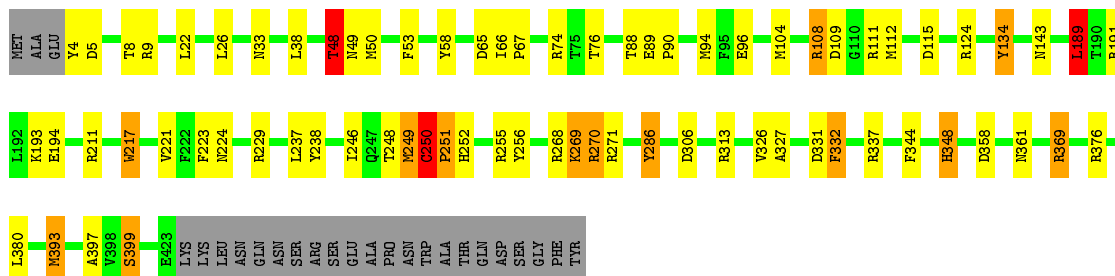 MET ALA GLU Y4 D5 T8 R9 L22 L26 N33 L38 T48 N49 M50 F53 Y58 D65 I66 P67 R74 T75 T76 T88 E89 P90 M94 F95 E96 M104 R108 D109 G110 R111 M112 D115 R124 Y134 N143 L189 T190 R191
L192 K193 E194 R211 W217 V221 F222 F223 N224 R229 L237 Y238 I246 Q247 T248 M249 C250 P251 H252 R255 Y256 R268 K269 R270 R271 Y286 D306 R313 V326 A327 D331 F332 R337 F344 H348 D358 N361 R369 R376
L380 M393 A397 V398 S399 E423 LYS LYS LEU ASN GLN ASN SER ARG SER GLU ALA PRO ASN TRP ALA THR GLN ASP SER GLY PHE TYR